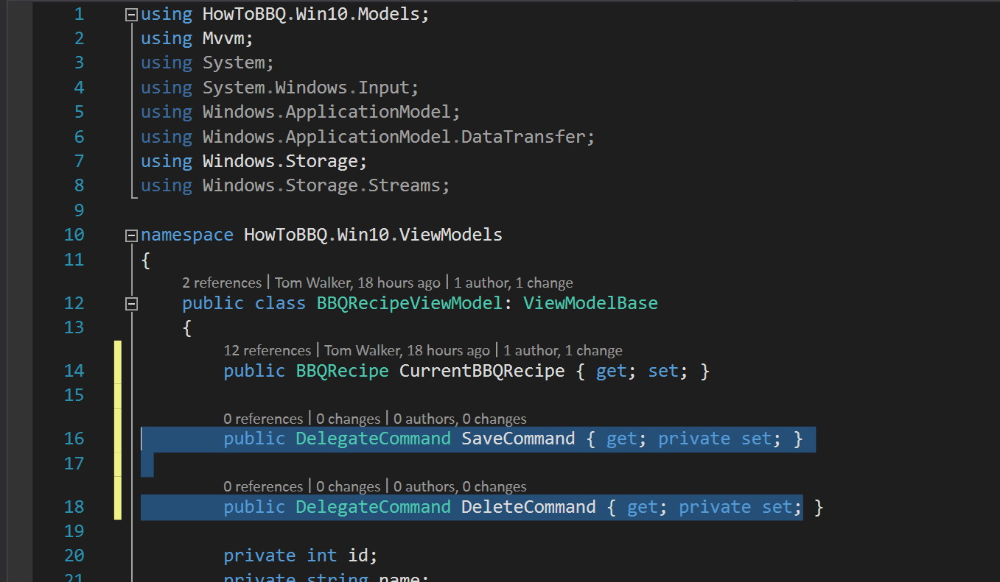 1 using HowToBBQ.Win10.Models;
2 using Mvvm;
3 using System;
4 using System.Windows.Input;
5 using Windows.ApplicationModel;
6 using Windows.ApplicationModel.DataTransfer;
7 using Windows.Storage;
8 using Windows.Storage.Streams;
9
10 namespace HowToBBQ.Win10.ViewModels
11 {
2 references | Tom Walker, 18 hours ago | 1 author, 1 change
12 public class BBQRecipeViewModel: ViewModelBase
13 {
12 references | Tom Walker, 18 hours ago | 1 author, 1 change
14 public BBQRecipe CurrentBBQRecipe { get; set; }
15
0 references | 0 changes | 0 authors, 0 changes
16 public DelegateCommand SaveCommand { get; private set; }
17
0 references | 0 changes | 0 authors, 0 changes
18 public DelegateCommand DeleteCommand { get; private set; }
19
20 private int id;
21 private string name;